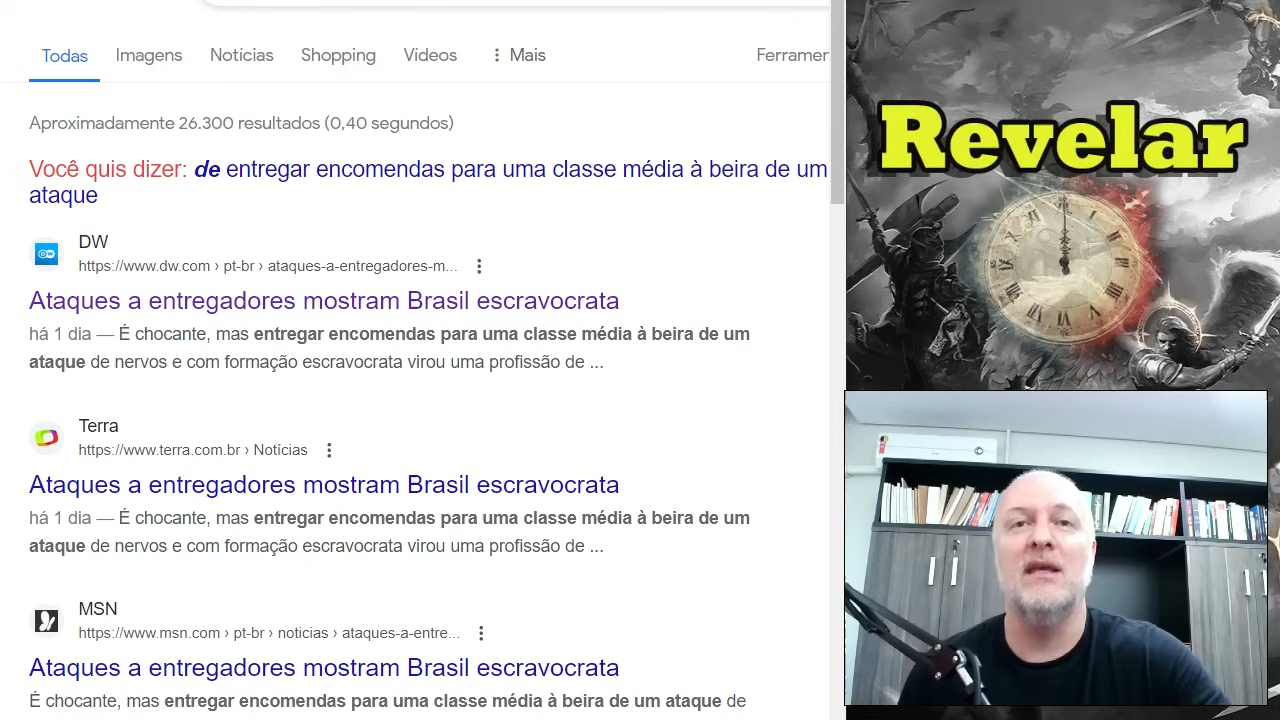 Todas Imagens Notícias Shopping Vídeos Mais Ferramer
Aproximadamente 26.300 resultados (0,40 segundos)
Você quis dizer: de entregar encomendas para uma classe média à beira de um
ataque
DW
https://www.dw.com › pt-br › ataques-a-entregadores-m...
Ataques a entregadores mostram Brasil escravocrata
há 1 dia — É chocante, mas entregar encomendas para uma classe média à beira de um
ataque de nervos e com formação escravocrata virou uma profissão de ...
Terra
https://www.terra.com.br › Notícias
Ataques a entregadores mostram Brasil escravocrata
há 1 dia — É chocante, mas entregar encomendas para uma classe média à beira de um
ataque de nervos e com formação escravocrata virou uma profissão de ...
MSN
https://www.msn.com › pt-br › noticias › ataques-a-entre...
Ataques a entregadores mostram Brasil escravocrata
É chocante, mas entregar encomendas para uma classe média à beira de um ataque de
Revelar